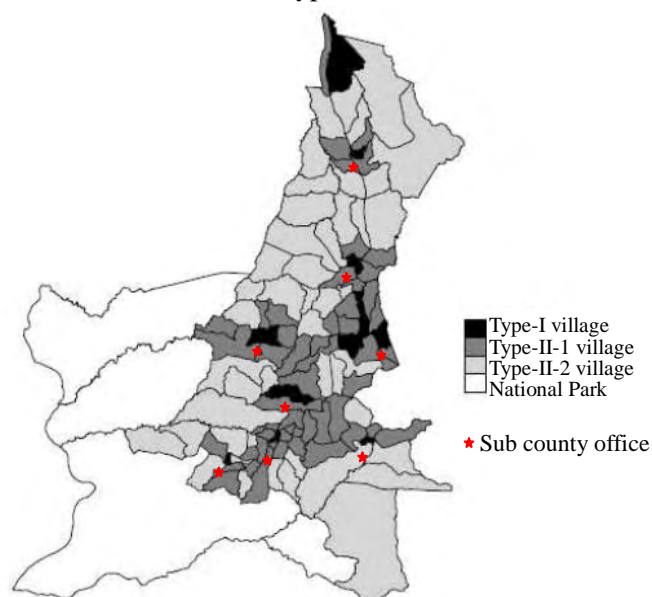 Type-I village
Type-II-1 village
Type-II-2 village
National Park
Sub county office